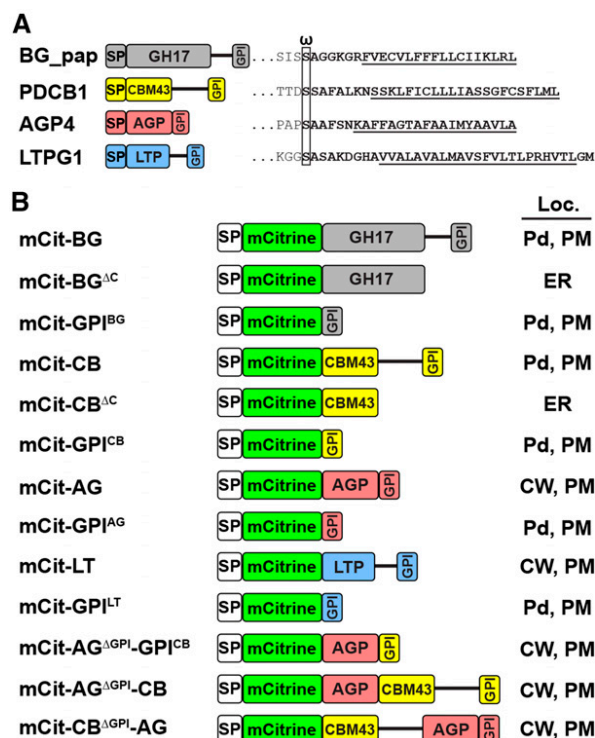 A
ω
BG_pap SP GH17 GPI ...SISSAGGKGRFVECVLFFFLLCIIKLRL
PDCB1 SP CBM43 GPI ...TTDSSAFALKNSSKLFICLLLIASSGFCSFLML
AGP4 SP AGP GPI ...PAPSAAFSNKAFFAGTAFAAIMYAAVLA
LTPG1 SP LTP GPI ...KGGSASAKDGHAVVALAVALMAVSFVLTLPRHVTLGM
B Loc.
mCit-BG SP mCitrine GH17 GPI Pd, PM
mCit-BGΔC SP mCitrine GH17 ER
mCit-GPIBG SP mCitrine GPI Pd, PM
mCit-CB SP mCitrine CBM43 GPI Pd, PM
mCit-CBΔC SP mCitrine CBM43 ER
mCit-GPICB SP mCitrine GPI Pd, PM
mCit-AG SP mCitrine AGP GPI CW, PM
mCit-GPIAG SP mCitrine GPI Pd, PM
mCit-LT SP mCitrine LTP GPI CW, PM
mCit-GPILT SP mCitrine GPI Pd, PM
mCit-AGΔGPI-GPICB SP mCitrine AGP GPI CW, PM
mCit-AGΔGPI-CB SP mCitrine AGP CBM43 GPI CW, PM
mCit-CBΔGPI-AG SP mCitrine CBM43 AGP GPI CW, PM